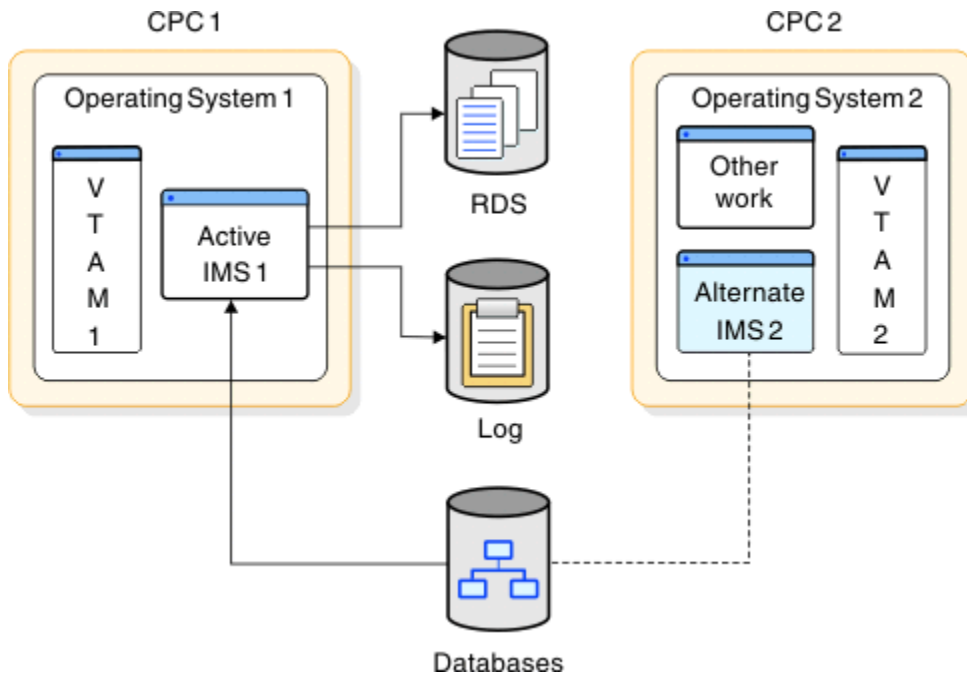 CPC 1
CPC 2
Operating System 1
V
T
A
M
1
Active
IMS 1
RDS
Log
Operating System 2
Other
work
Alternate
IMS 2
V
T
A
M
2
Databases